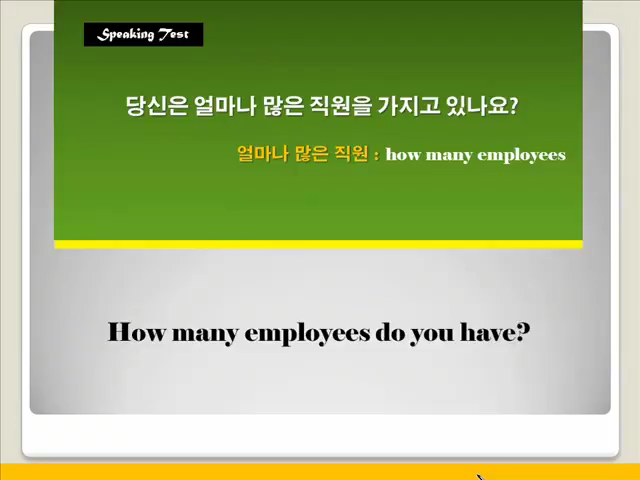 Speaking Test
당신은 얼마나 많은 직원을 가지고 있나요?
얼마나 많은 직원 : how many employees
How many employees do you have?